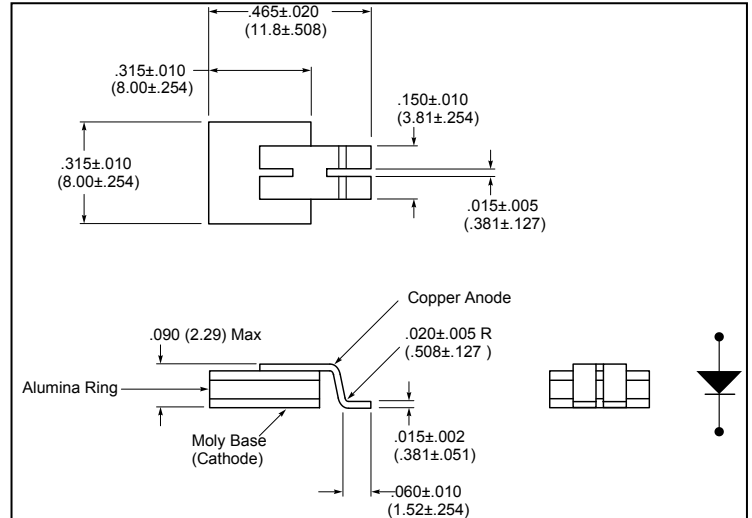 .465±.020
(11.8±.508)
.315±.010
(8.00±.254)
.150±.010
(3.81±.254)
.315±.010
(8.00±.254)
.015±.005
(.381±.127)
Copper Anode
.090 (2.29) Max
.020±.005 R
(.508±.127 )
Alumina Ring
Moly Base
(Cathode)
.015±.002
(.381±.051)
.060±.010
(1.52±.254)